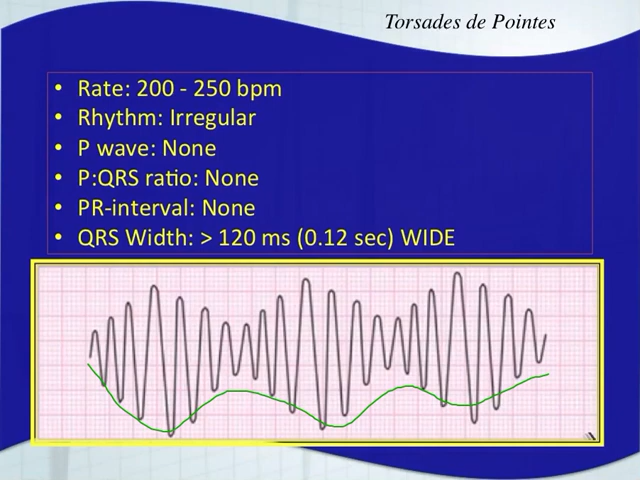 Torsades de Pointes
• Rate: 200 - 250 bpm
• Rhythm: Irregular
• P wave: None
• P:QRS ratio: None
• PR-interval: None
• QRS Width: > 120 ms (0.12 sec) WIDE